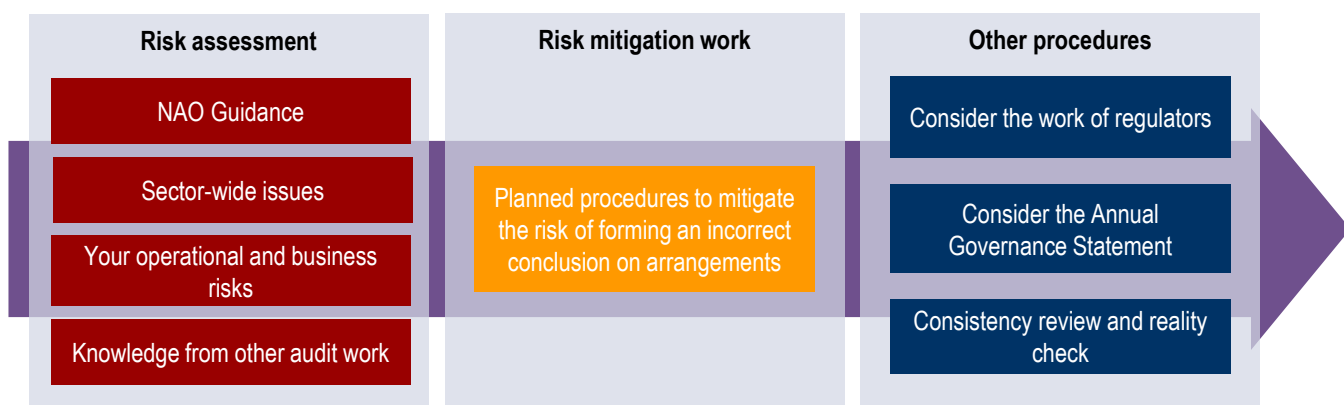 Risk assessment
NAO Guidance
Sector-wide issues
Your operational and business
risks
Knowledge from other audit work
Risk mitigation work
Planned procedures to mitigate
the risk of forming an incorrect
conclusion on arrangements
Other procedures
Consider the work of regulators
Consider the Annual
Governance Statement
Consistency review and reality
check